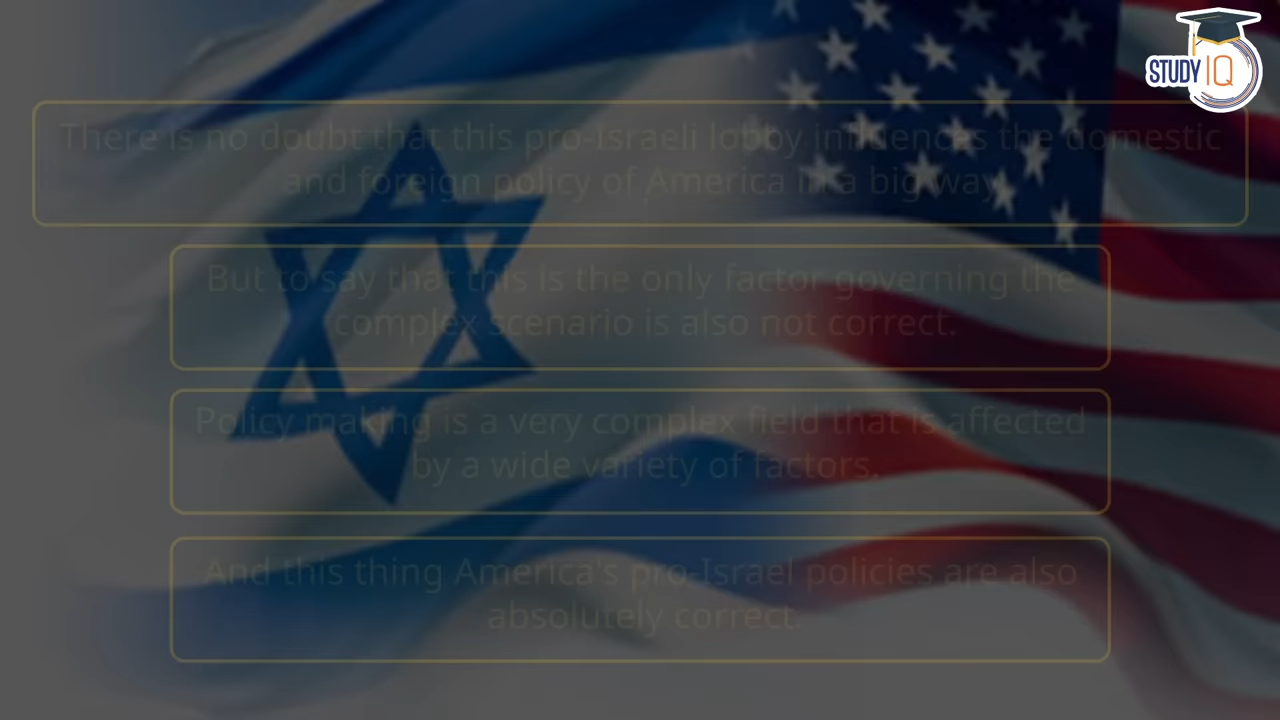 STUDY IQ
There is no doubt that this pro-Israeli lobby influences the domestic
and foreign policy of America in a big way.
But to say that this is the only factor governing the
complex scenario is also not correct.
Policy making is a very complex field that is affected
by a wide variety of factors.
And this thing America's pro-Israel policies are also
absolutely correct.